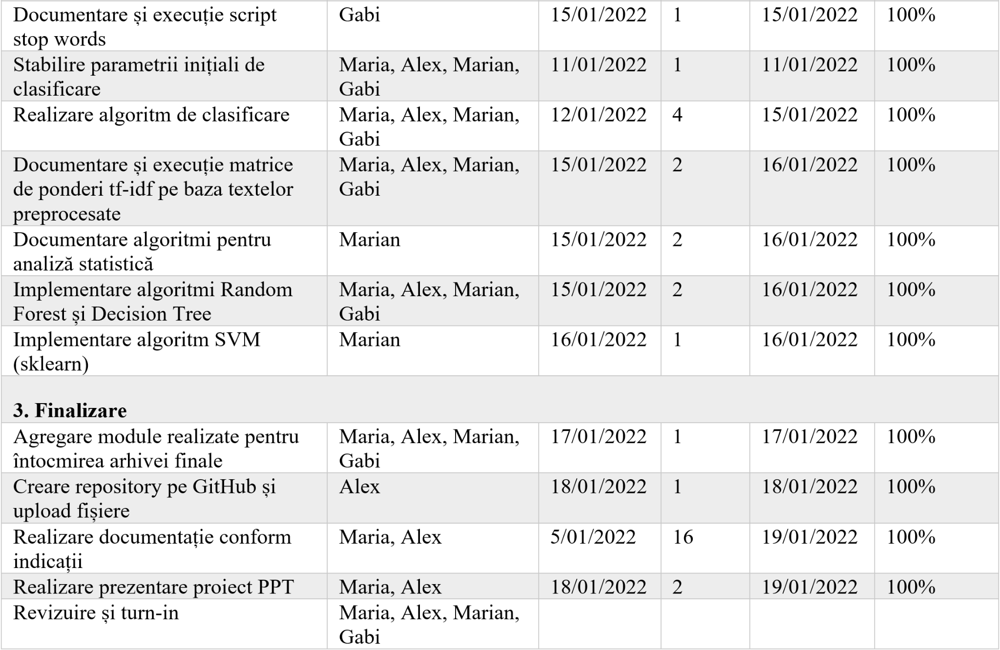 Documentare și execuție script Gabi 15/01/2022 1 15/01/2022 100%
stop words
Stabilire parametrii inițiali de Maria, Alex, Marian, 11/01/2022 1 11/01/2022 100%
clasificare Gabi
Realizare algoritm de clasificare Maria, Alex, Marian, 12/01/2022 4 15/01/2022 100%
Gabi
Documentare și execuție matrice Maria, Alex, Marian, 15/01/2022 2 16/01/2022 100%
de ponderi tf-idf pe baza textelor Gabi
preprocesate
Documentare algoritmi pentru Marian 15/01/2022 2 16/01/2022 100%
analiză statistică
Implementare algoritmi Random Maria, Alex, Marian, 15/01/2022 2 16/01/2022 100%
Forest și Decision Tree Gabi
Implementare algoritm SVM Marian 16/01/2022 1 16/01/2022 100%
(sklearn)
3. Finalizare
Agregare module realizate pentru Maria, Alex, Marian, 17/01/2022 1 17/01/2022 100%
întocmirea arhivei finale Gabi
Creare repository pe GitHub și Alex 18/01/2022 1 18/01/2022 100%
upload fișiere
Realizare documentație conform Maria, Alex 5/01/2022 16 19/01/2022 100%
indicații
Realizare prezentare proiect PPT Maria, Alex 18/01/2022 2 19/01/2022 100%
Revizuire și turn-in Maria, Alex, Marian,
Gabi